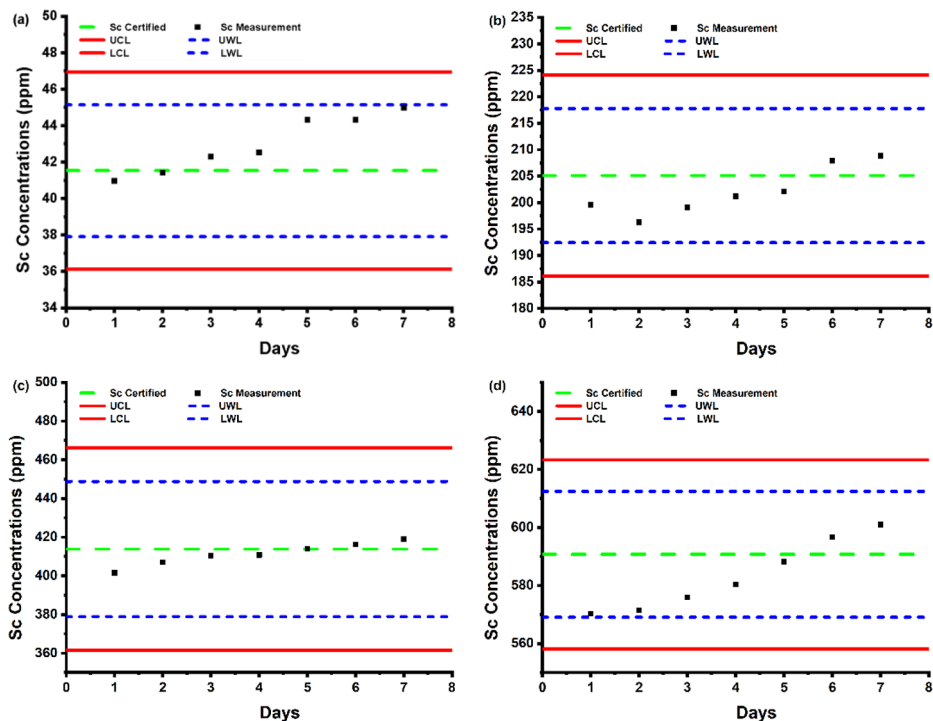 (a)
Sc Certified Sc Measurement
UCL UWL
LCL LWL
Sc Concentrations (ppm)
48
46
44
42
40
38
36
34
0 1 2 3 4 5 6 7 8
Days
(b)
Sc Certified Sc Measurement
UCL UWL
LCL LWL
Sc Concentrations (ppm)
235
230
225
220
215
210
205
200
195
190
185
180
0 1 2 3 4 5 6 7 8
Days
(c)
Sc Certified Sc Measurement
UCL UWL
LCL LWL
Sc Concentrations (ppm)
500
480
460
440
420
400
380
360
0 1 2 3 4 5 6 7 8
Days
(d)
Sc Certified Sc Measurement
UCL UWL
LCL LWL
Sc Concentrations (ppm)
640
620
600
580
560
0 1 2 3 4 5 6 7 8
Days